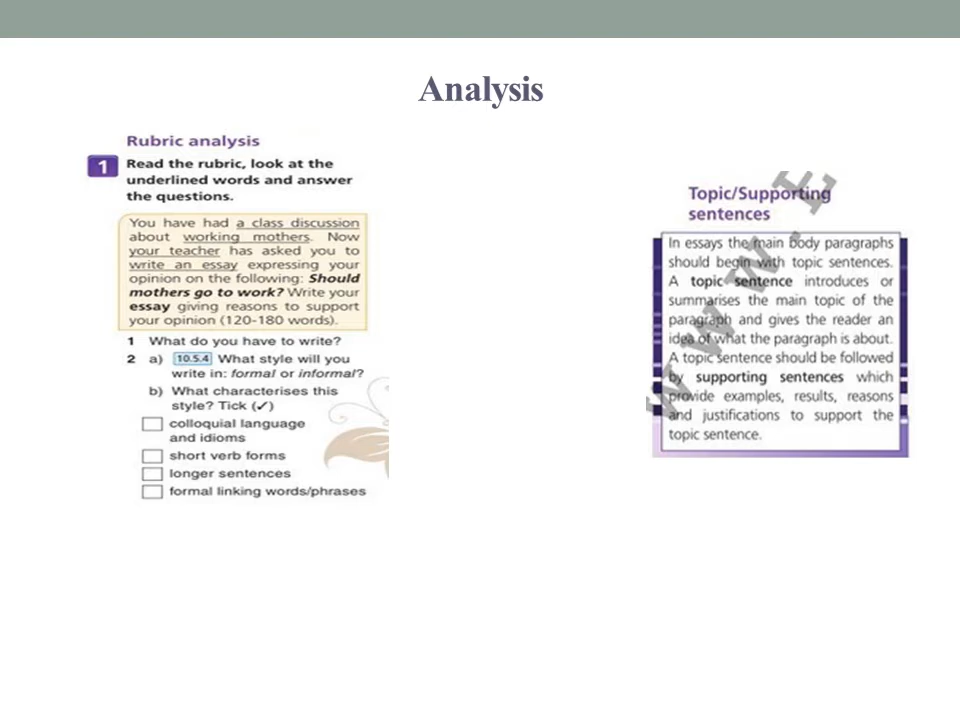 Analysis
Rubric analysis
1
Read the rubric, look at the
underlined words and answer
the questions.
You have had a class discussion
about working mothers. Now
your teacher has asked you to
write an essay expressing your
opinion on the following: Should
mothers go to work? Write your
essay giving reasons to support
your opinion (120-180 words).
1 What do you have to write?
2 a) 10.5.4 What style will you
write in: formal or informal?
b) What characterises this
style? Tick (✓)
colloquial language
and idioms
short verb forms
longer sentences
formal linking words/phrases
Topic/Supporting
sentences
In essays the main body paragraphs
should begin with topic sentences.
A topic sentence introduces or
summarises the main topic of the
paragraph and gives the reader an
idea of what the paragraph is about.
A topic sentence should be followed
by supporting sentences which
provide examples, results, reasons
and justifications to support the
topic sentence.
W W W . E